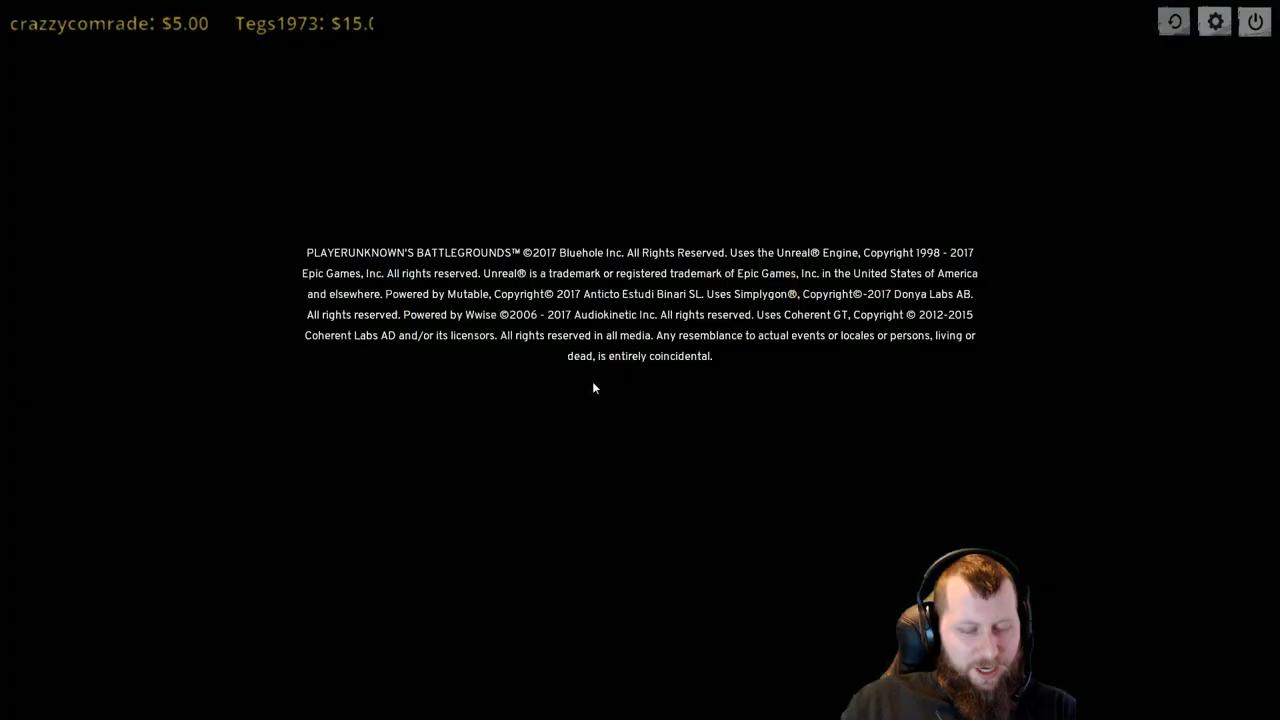 crazzycomrade: $5.00 Tegs1973: $15.0
PLAYERUNKNOWN'S BATTLEGROUNDS™ ©2017 Bluehole Inc. All Rights Reserved. Uses the Unreal® Engine, Copyright 1998 - 2017
Epic Games, Inc. All rights reserved. Unreal® is a trademark or registered trademark of Epic Games, Inc. in the United States of America
and elsewhere. Powered by Mutable, Copyright© 2017 Anticto Estudi Binari SL. Uses Simplygon®, Copyright©-2017 Donya Labs AB.
All rights reserved. Powered by Wwise ©2006 - 2017 Audiokinetic Inc. All rights reserved. Uses Coherent GT, Copyright © 2012-2015
Coherent Labs AD and/or its licensors. All rights reserved in all media. Any resemblance to actual events or locales or persons, living or
dead, is entirely coincidental.